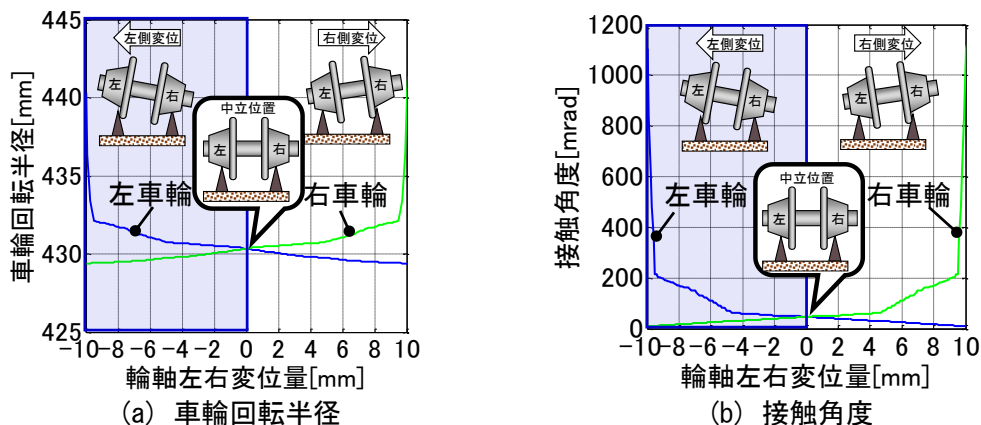 445
440
435
430
425
車輪回転半径[mm]
左側変位
右側変位
左
右
左
右
中立位置
左
右
左車輪
右車輪
-10-8 -6 -4 -2 0 2 4 6 8 10
輪軸左右変位量[mm]
(a) 車輪回転半径
1200
1000
800
600
400
200
0
接触角度[mrad]
左側変位
右側変位
左
右
左
右
中立位置
左
右
左車輪
右車輪
-10-8 -6 -4 -2 0 2 4 6 8 10
輪軸左右変位量[mm]
(b) 接触角度